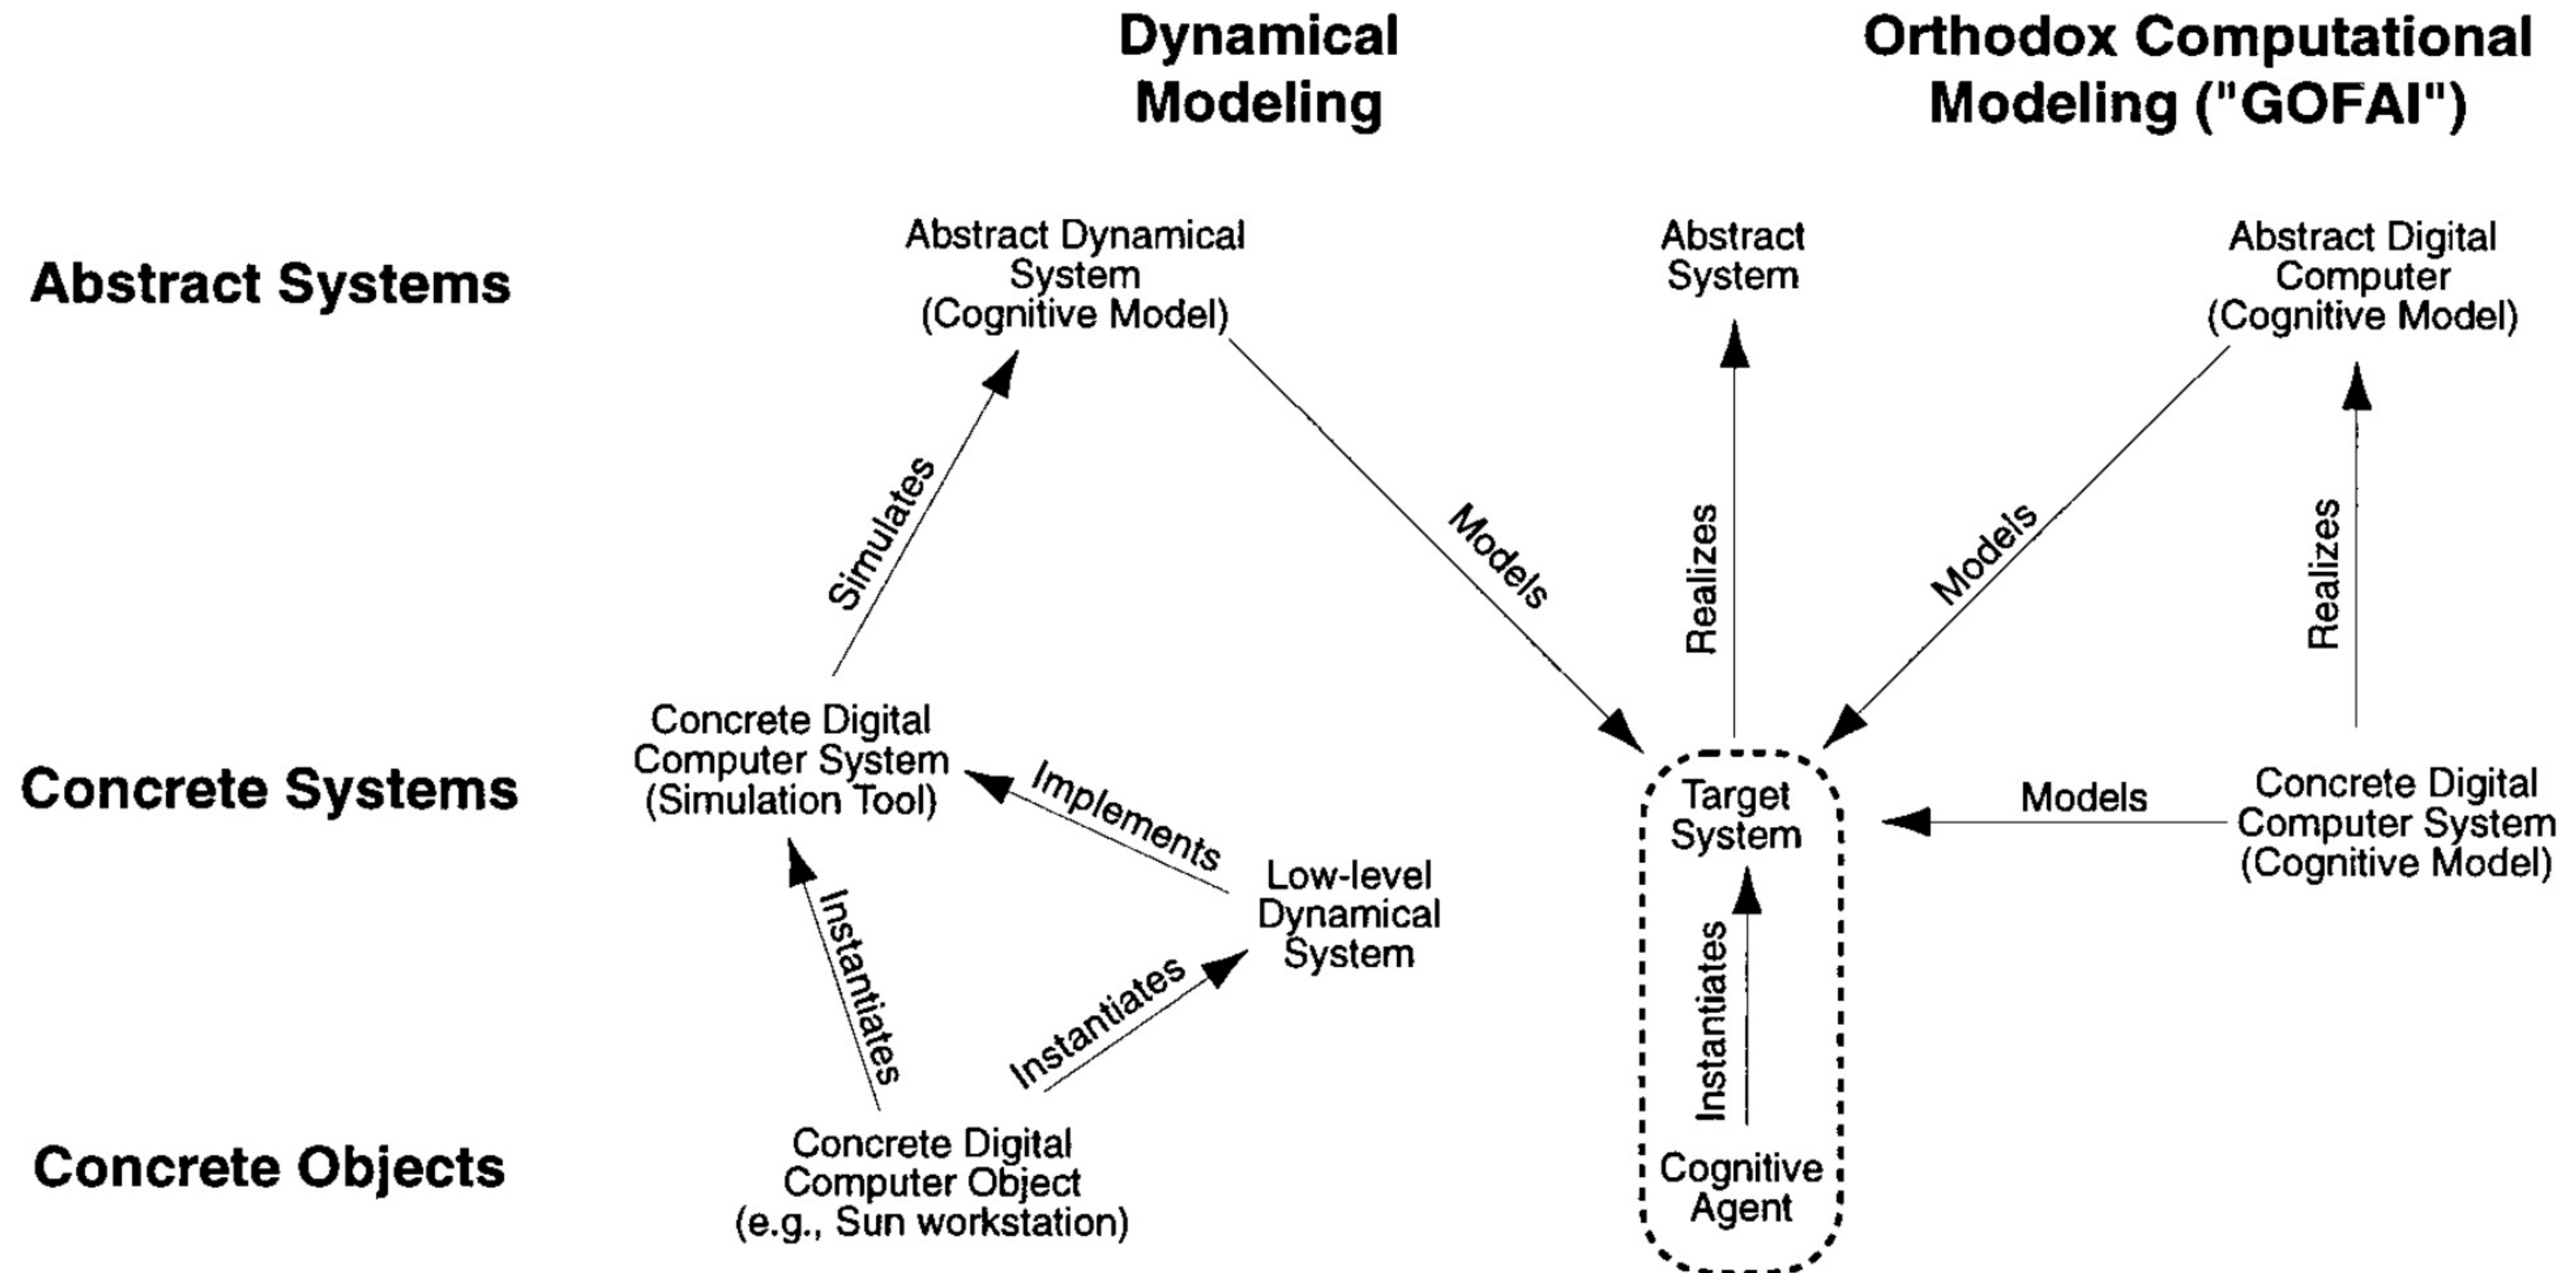 Dynamical
Modeling
Orthodox Computational
Modeling ("GOFAI")
Abstract Systems
Abstract Dynamical
System
(Cognitive Model)
Abstract
System
Abstract Digital
Computer
(Cognitive Model)
Simulates
Models
Realizes
Models
Realizes
Concrete Systems
Concrete Digital
Computer System
(Simulation Tool)
Implements
Low-level
Dynamical
System
Target
System
Models
Concrete Digital
Computer System
(Cognitive Model)
Instantiates
Instantiates
Instantiates
Concrete Objects
Concrete Digital
Computer Object
(e.g., Sun workstation)
Cognitive
Agent